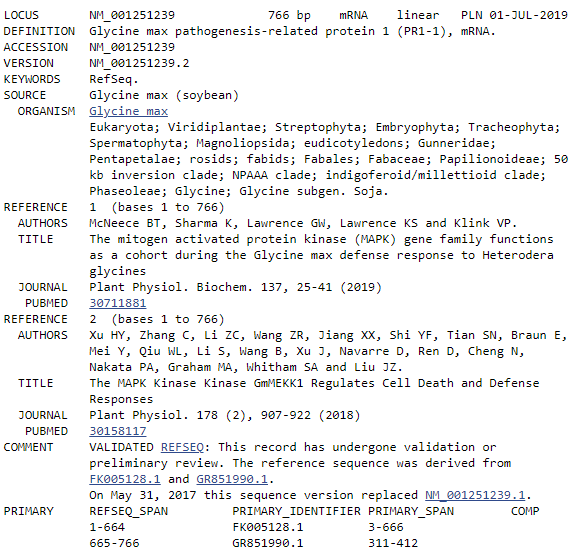 LOCUS NM_001251239 766 bp mRNA linear PLN 01-JUL-2019
DEFINITION Glycine max pathogenesis-related protein 1 (PR1-1), mRNA.
ACCESSION NM_001251239
VERSION NM_001251239.2
KEYWORDS RefSeq.
SOURCE Glycine max (soybean)
ORGANISM Glycine max
Eukaryota; Viridiplantae; Streptophyta; Embryophyta; Tracheophyta;
Spermatophyta; Magnoliopsida; eudicotyledons; Gunneridae;
Pentapetalae; rosids; fabids; Fabales; Fabaceae; Papilionoideae; 50
kb inversion clade; NPAAA clade; indigoferoid/millettioid clade;
Phaseoleae; Glycine; Glycine subgen. Soja.
REFERENCE 1 (bases 1 to 766)
AUTHORS McNeece BT, Sharma K, Lawrence GW, Lawrence KS and Klink VP.
TITLE The mitogen activated protein kinase (MAPK) gene family functions
as a cohort during the Glycine max defense response to Heterodera
glycines
JOURNAL Plant Physiol. Biochem. 137, 25-41 (2019)
PUBMED 30711881
REFERENCE 2 (bases 1 to 766)
AUTHORS Xu HY, Zhang C, Li ZC, Wang ZR, Jiang XX, Shi YF, Tian SN, Braun E,
Mei Y, Qiu WL, Li S, Wang B, Xu J, Navarre D, Ren D, Cheng N,
Nakata PA, Graham MA, Whitham SA and Liu JZ.
TITLE The MAPK Kinase Kinase GmMEKK1 Regulates Cell Death and Defense
Responses
JOURNAL Plant Physiol. 178 (2), 907-922 (2018)
PUBMED 30158117
COMMENT VALIDATED REFSEQ: This record has undergone validation or
preliminary review. The reference sequence was derived from
FK005128.1 and GR851990.1.
On May 31, 2017 this sequence version replaced NM_001251239.1.
PRIMARY REFSEQ_SPAN PRIMARY_IDENTIFIER PRIMARY_SPAN COMP
1-664 FK005128.1 3-666
665-766 GR851990.1 311-412